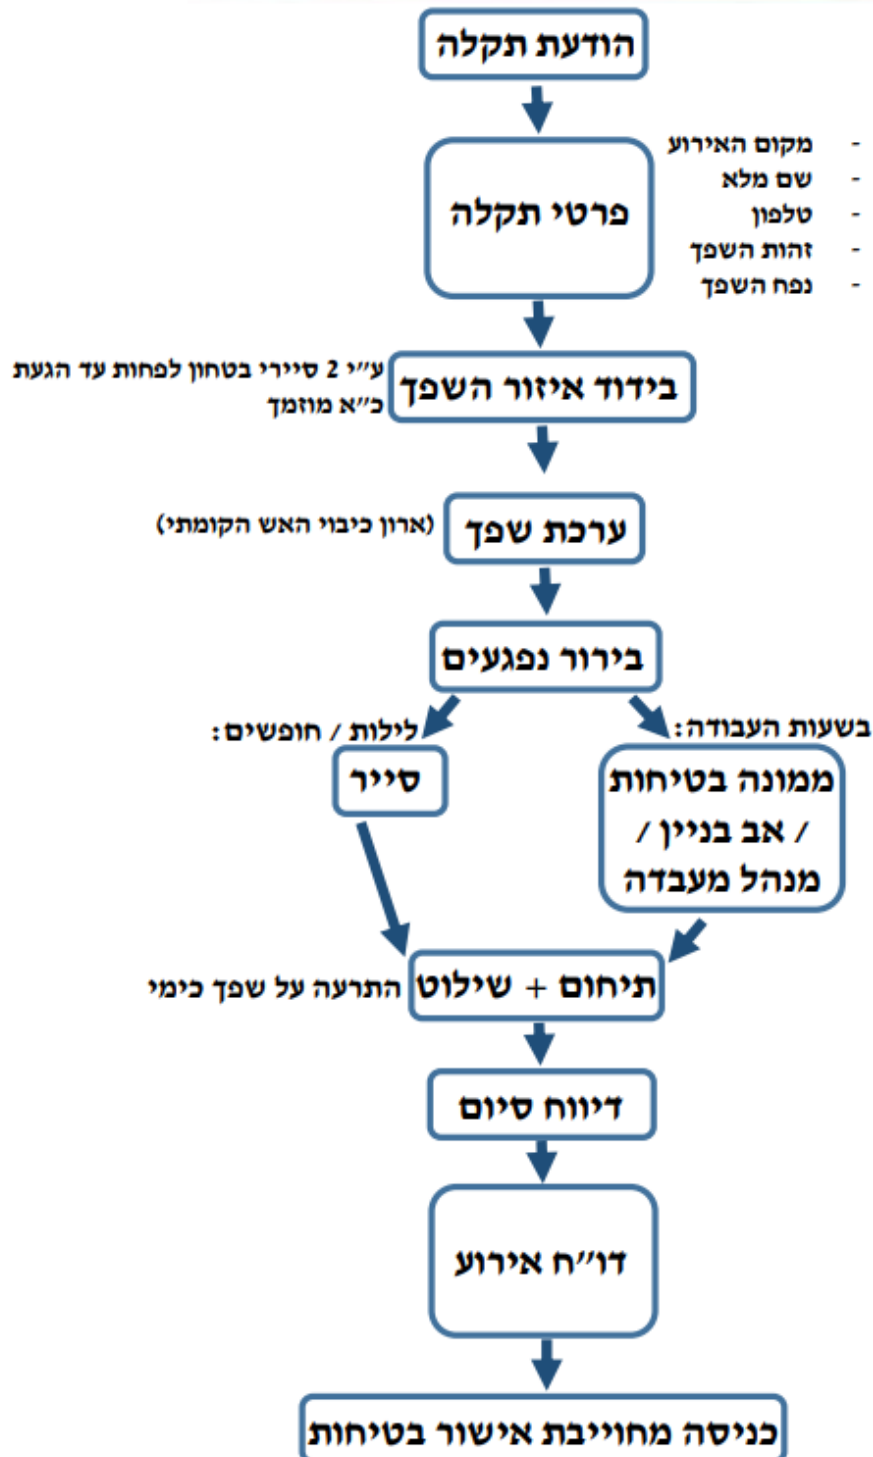 הודעת תקלה
פרטי תקלה
- מקום האירוע
- שם מלא
- טלפון
- זהות השפך
- נפח השפך
בידוד איזור השפך
ע״י 2 סיירי בטחון לפחות עד הגעת
כ״א מוזמך
ערכת שפך
(ארון כיבוי האש הקומתי)
בירור נפגעים
בשעות העבודה:
ממונה בטיחות
/ אב בניין /
מנהל מעבדה
לילות / חופשים:
סייר
תיחום + שילוט
התרעה על שפך כימי
דיווח סיום
דו״ח אירוע
כניסה מחוייבת אישור בטיחות